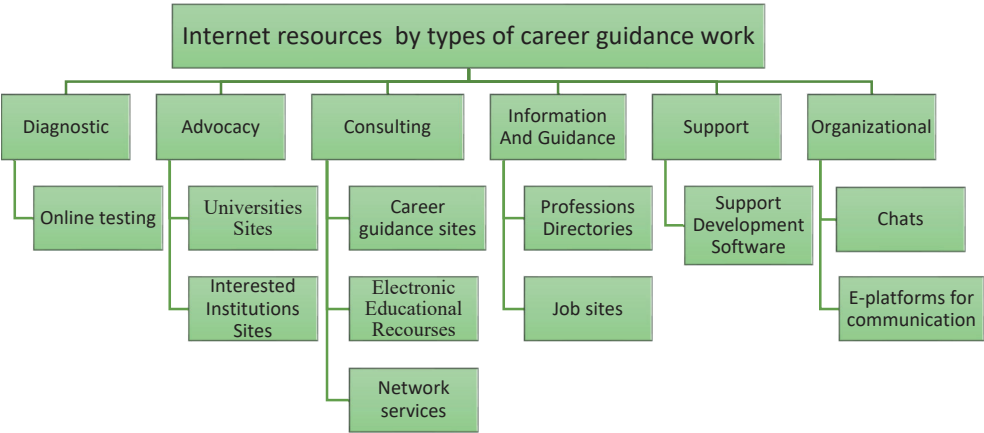 Internet resources by types of career guidance work
Diagnostic
Advocacy
Consulting
Information
And Guidance
Support
Organizational
Online testing
Universities
Sites
Interested
Institutions
Sites
Career
guidance sites
Electronic
Educational
Recourses
Network
services
Professions
Directories
Job sites
Support
Development
Software
Chats
E-platforms for
communication